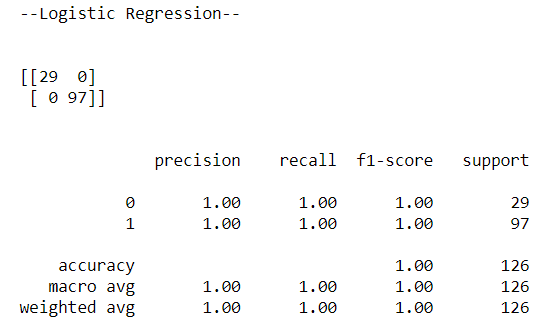 --Logistic Regression--
[[29  0]
 [ 0 97]]
precision recall f1-score support
0 1.00 1.00 1.00 29
1 1.00 1.00 1.00 97
accuracy 1.00 126
macro avg 1.00 1.00 1.00 126
weighted avg 1.00 1.00 1.00 126